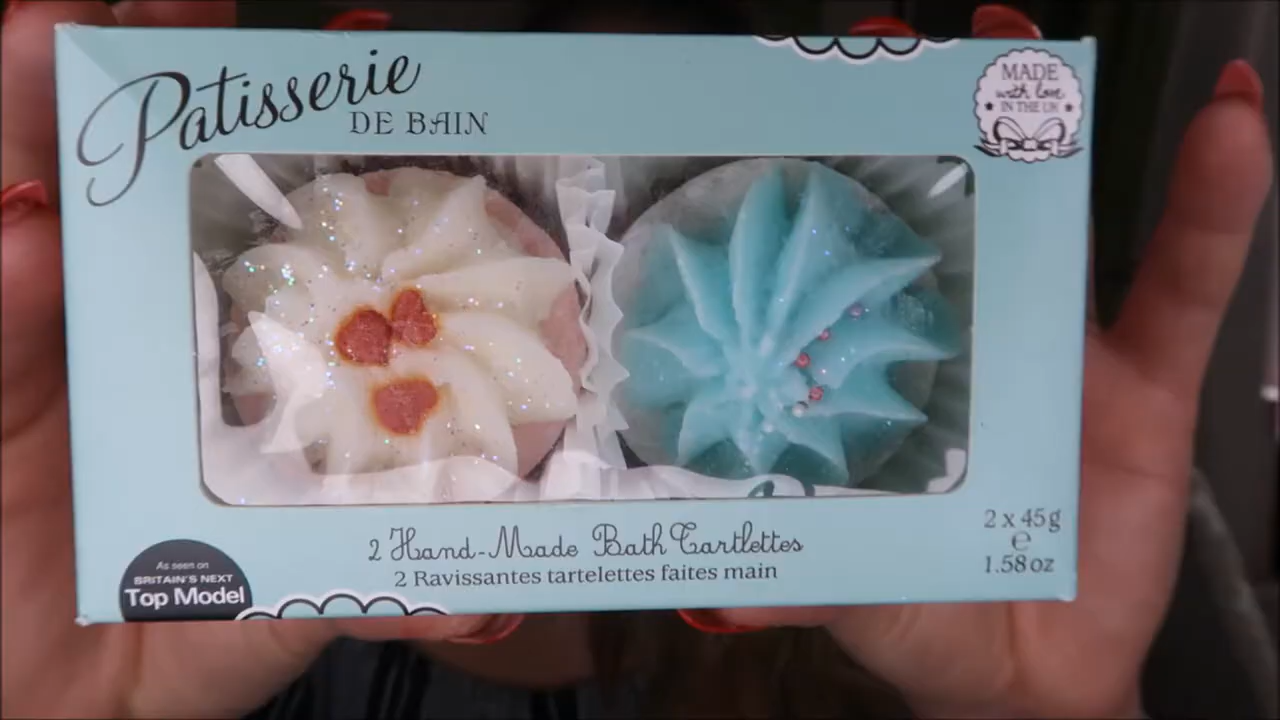 Patisserie
DE BAIN
MADE
with love
IN THE UK
2 Hand-Made Bath Tartlettes
2 Ravissantes tartelettes faites main
2 x 45g
e
1.58 oz
As seen on
BRITAIN'S NEXT
Top Model